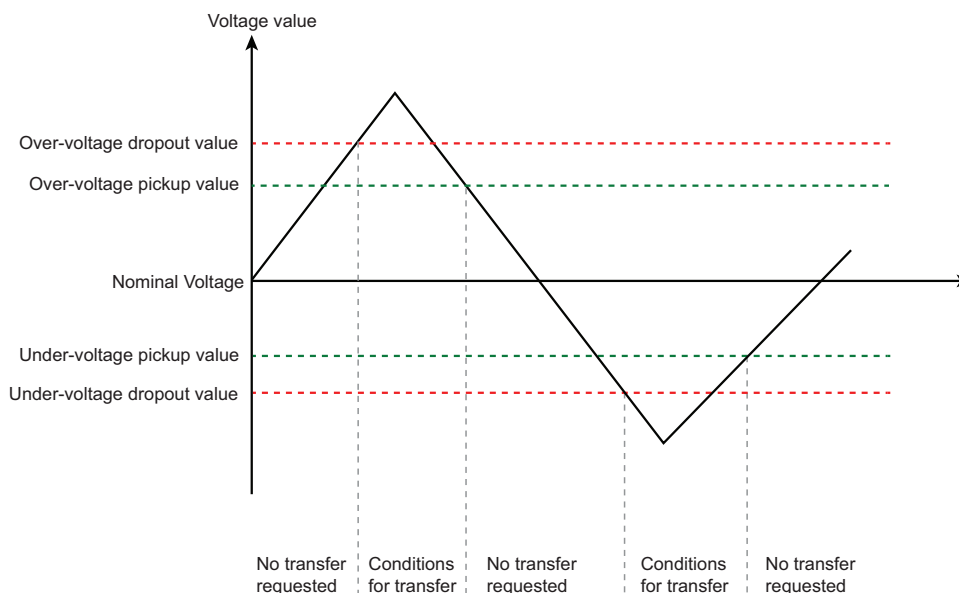 Voltage value
Over-voltage dropout value
Over-voltage pickup value
Nominal Voltage
Under-voltage pickup value
Under-voltage dropout value
No transfer
requested
Conditions
for transfer
No transfer
requested
Conditions
for transfer
No transfer
requested